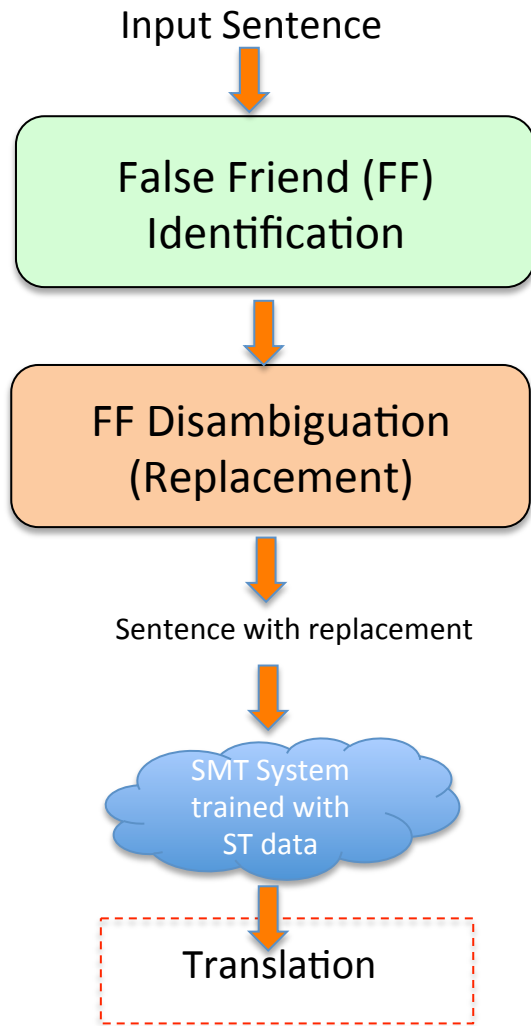 Input Sentence
False Friend (FF)
Identification
FF Disambiguation
(Replacement)
Sentence with replacement
SMT System
trained with
ST data
Translation